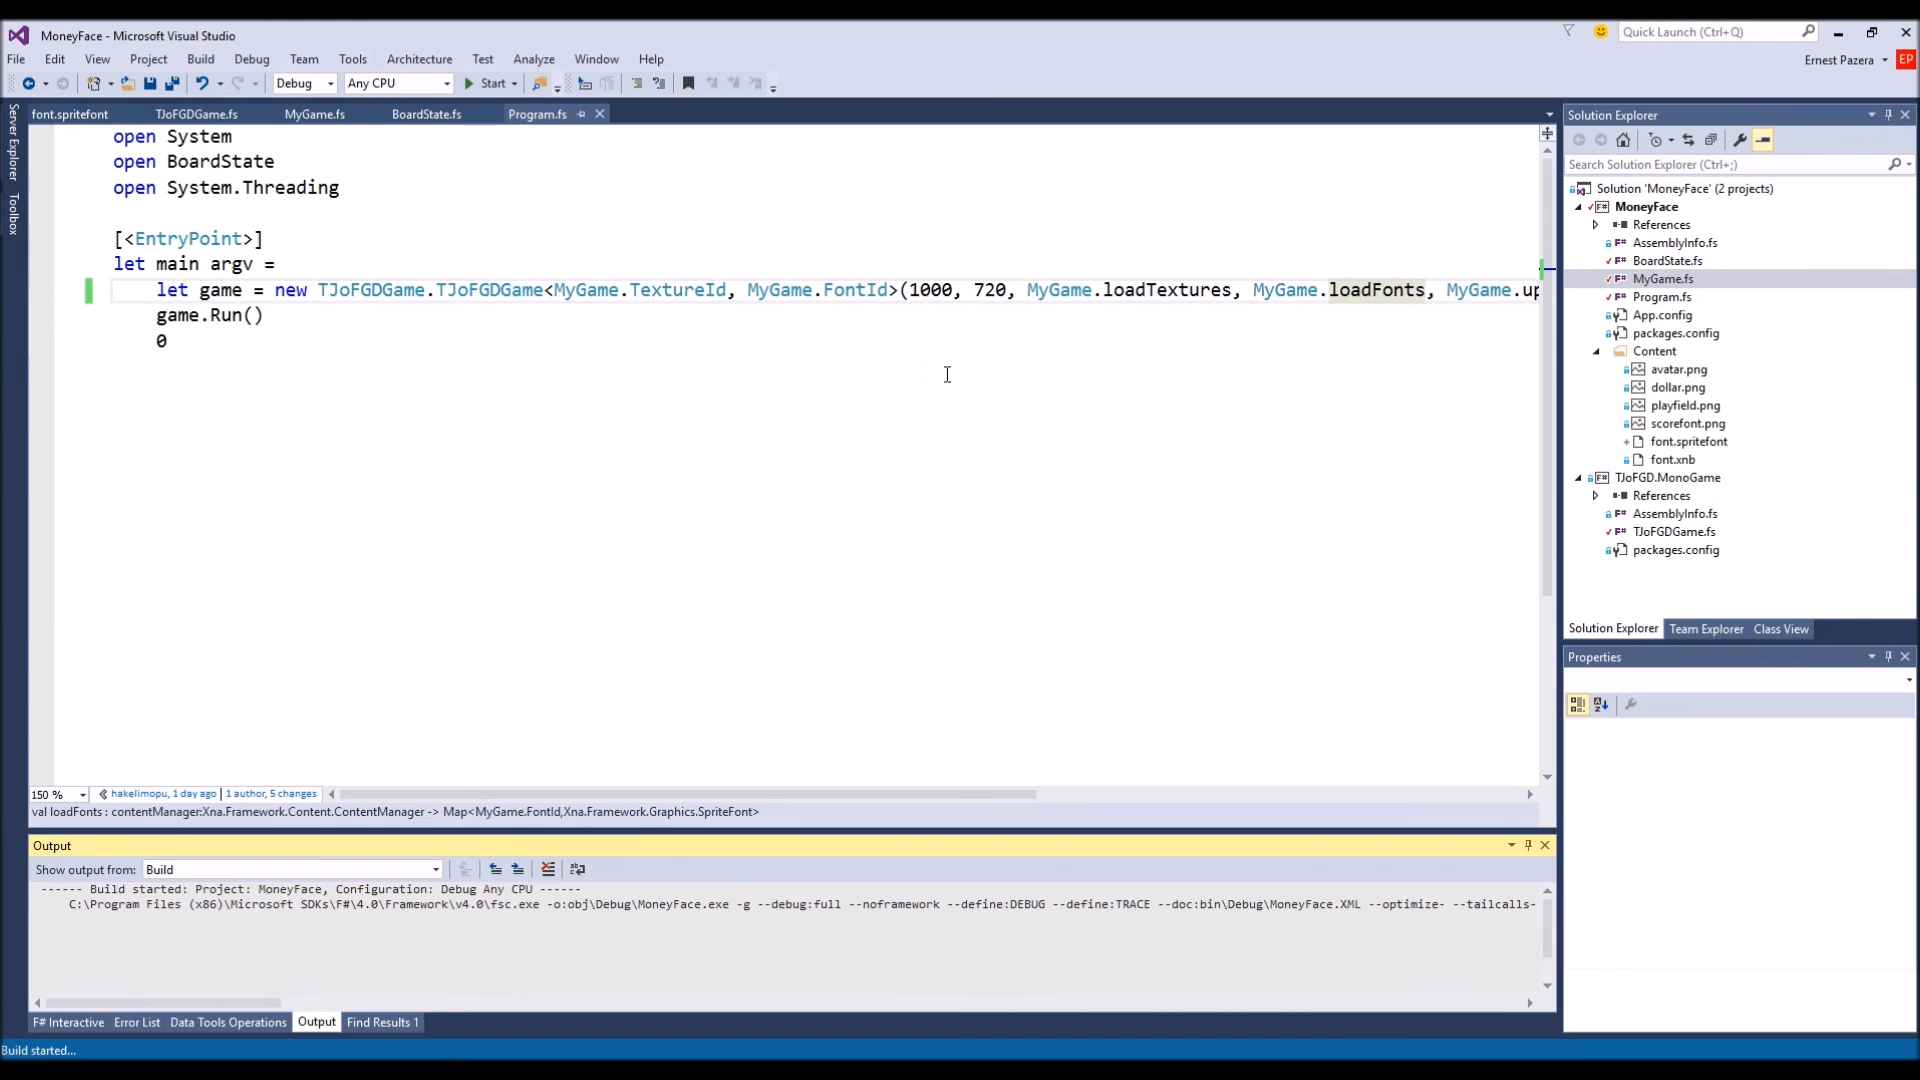 MoneyFace - Microsoft Visual Studio
Quick Launch (Ctrl+Q)
File Edit View Project Build Debug Team Tools Architecture Test Analyze Window Help
Ernest Pazera
EP
Debug Any CPU Start
Server Explorer
Toolbox
font.spritefont TJoFGDGame.fs MyGame.fs BoardState.fs Program.fs
open System
open BoardState
open System.Threading
[<EntryPoint>]
let main argv =
let game = new TJoFGDGame.TJoFGDGame<MyGame.TextureId, MyGame.FontId>(1000, 720, MyGame.loadTextures, MyGame.loadFonts, MyGame.up
game.Run()
0
150 % hakelimopu, 1 day ago | 1 author, 5 changes
val loadFonts : contentManager:Xna.Framework.Content.ContentManager -> Map<MyGame.FontId,Xna.Framework.Graphics.SpriteFont>
Output
Show output from: Build
------ Build started: Project: MoneyFace, Configuration: Debug Any CPU ------
C:\Program Files (x86)\Microsoft SDKs\F#\4.0\Framework\v4.0\fsc.exe -o:obj\Debug\MoneyFace.exe -g --debug:full --noframework --define:DEBUG --define:TRACE --doc:bin\Debug\MoneyFace.XML --optimize- --tailcalls-
F# Interactive Error List Data Tools Operations Output Find Results 1
Build started...
Solution Explorer
Search Solution Explorer (Ctrl+;)
Solution 'MoneyFace' (2 projects)
F# MoneyFace
References
F# AssemblyInfo.fs
F# BoardState.fs
F# MyGame.fs
F# Program.fs
App.config
packages.config
Content
avatar.png
dollar.png
playfield.png
scorefont.png
font.spritefont
font.xnb
F# TJoFGD.MonoGame
References
F# AssemblyInfo.fs
F# TJoFGDGame.fs
packages.config
Solution Explorer Team Explorer Class View
Properties